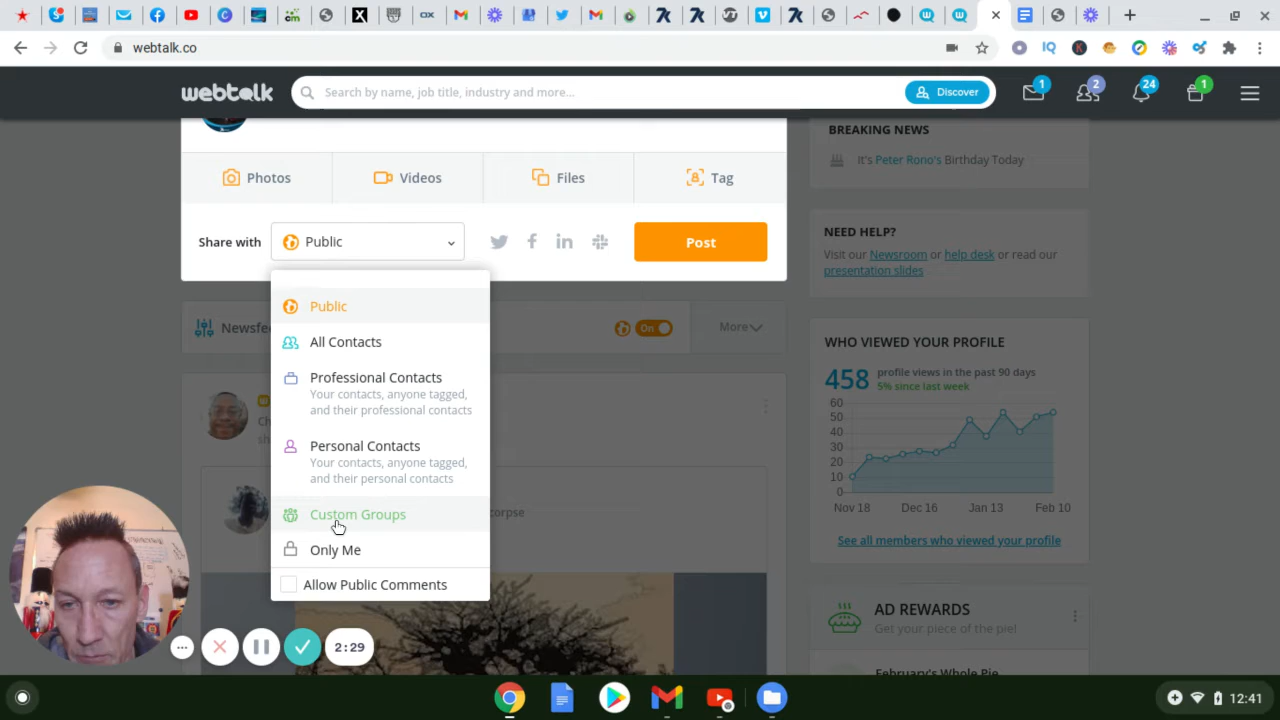 webtalk.co
IQ
webtalk
Search by name, job title, industry and more...
Discover
1
2
24
1
BREAKING NEWS
It's Peter Rono's Birthday Today
Photos
Videos
Files
Tag
Share with
Public
Post
NEED HELP?
Visit our Newsroom or help desk or read our
presentation slides
Public
All Contacts
Professional Contacts
Your contacts, anyone tagged,
and their professional contacts
Personal Contacts
Your contacts, anyone tagged,
and their personal contacts
Custom Groups
Only Me
Allow Public Comments
Newsfe
On
More
Ch
sh
corpse
WHO VIEWED YOUR PROFILE
458
profile views in the past 90 days
5% since last week
60
50
40
30
20
10
0
Nov 18
Dec 16
Jan 13
Feb 10
See all members who viewed your profile
AD REWARDS
Get your piece of the pie!
February's Whole Pie
2:29
12:41